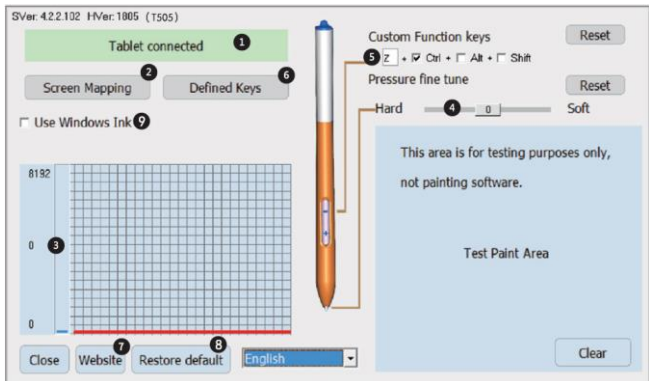 SVer: 4.2.2.102 HVer: 1805 (T505)
Tablet connected 1
2
6
Screen Mapping Defined Keys
Use Windows Ink 9
8192
0 3
0
7 8
Close Website Restore default English
Custom Function keys Reset
5 Z + Ctrl + Alt + Shift
Pressure fine tune Reset
Hard 4 0 Soft
This area is for testing purposes only,
not painting software.
Test Paint Area
Clear
- 
+